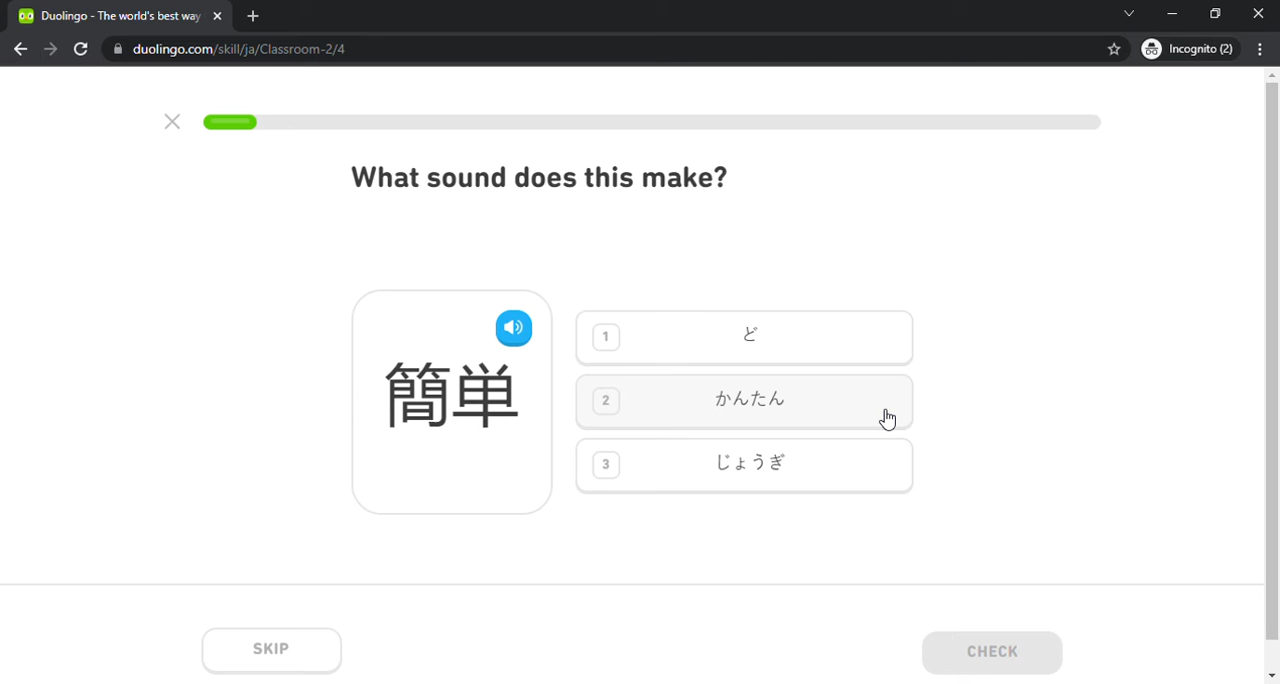 Duolingo - The world's best way
duolingo.com/skill/ja/Classroom-2/4
Incognito (2)
What sound does this make?
簡単
1 ど
2 かんたん
3 じょうぎ
SKIP
CHECK